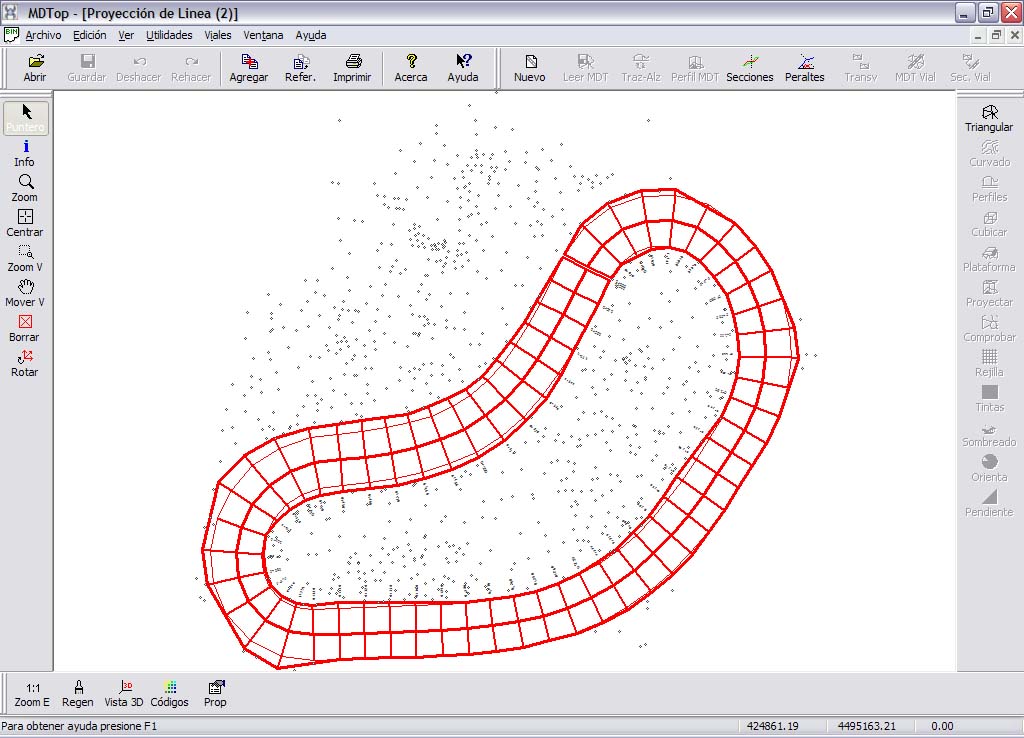 MDTop - [Proyección de Linea (2)]
BIN Archivo Edición Ver Utilidades Viales Ventana Ayuda
Abrir Guardar Deshacer Rehacer Agregar Refer. Imprimir Acerca Ayuda Nuevo Leer MDT Traz-Alz Perfil MDT Secciones Peraltes Transv MDT Vial Sec. Vial
Puntero
Info
Zoom
Centrar
Zoom V
Mover V
Borrar
Rotar
Triangular
Curvado
Perfiles
Cubicar
Plataforma
Proyectar
Comprobar
Rejilla
Tintas
Sombreado
Orienta
Pendiente
1:1 3D
Zoom E Regen Vista 3D Códigos Prop
Para obtener ayuda presione F1 424861.19 4495163.21 0.00